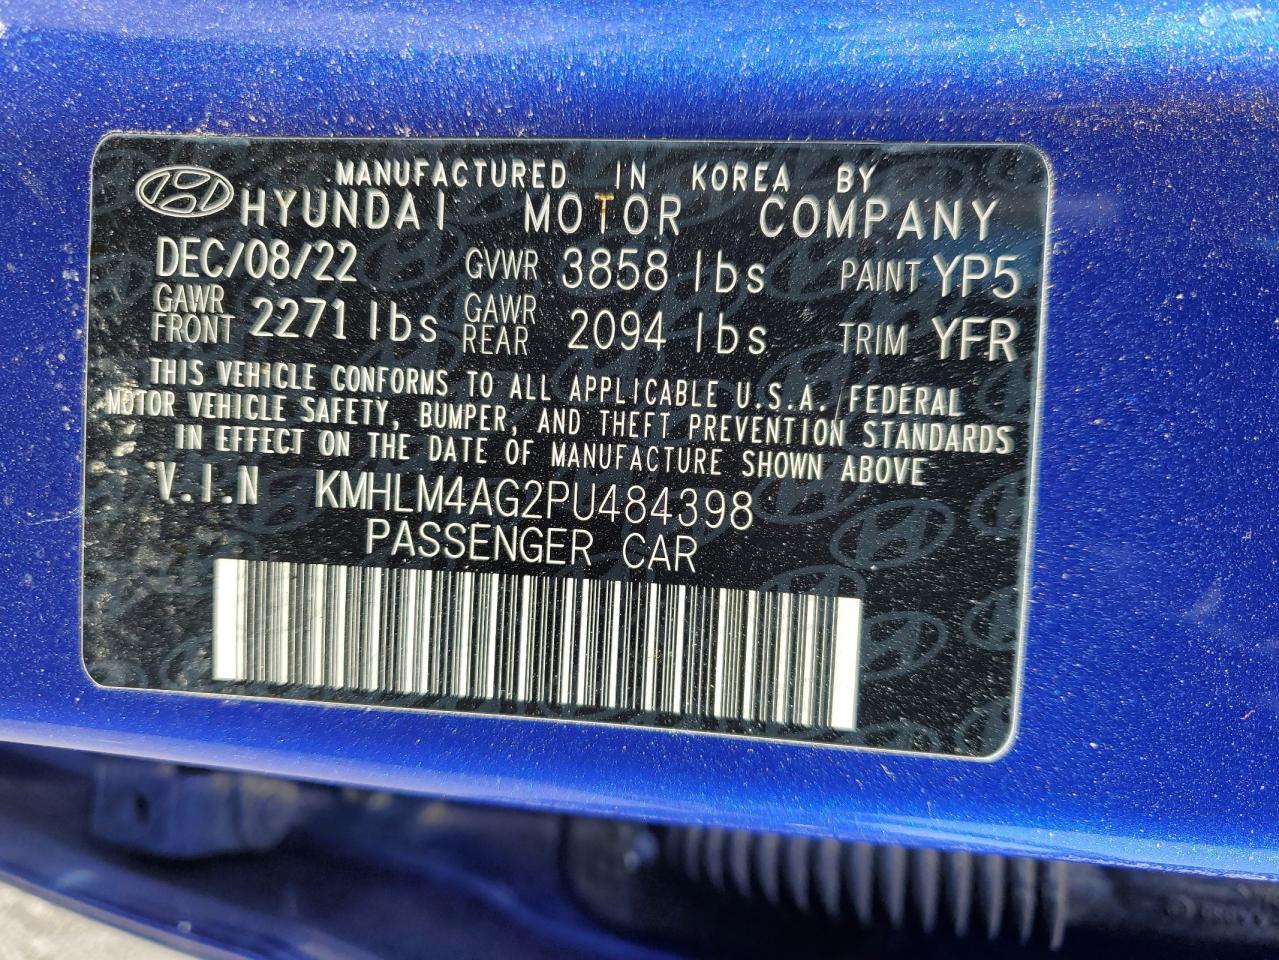 MANUFACTURED IN KOREA BY
HYUNDAI MOTOR COMPANY
DEC/08/22 GVWR 3858 lbs PAINT YP5
GAWR FRONT 2271 lbs GAWR REAR 2094 lbs TRIM YFR
THIS VEHICLE CONFORMS TO ALL APPLICABLE U.S.A. FEDERAL
MOTOR VEHICLE SAFETY, BUMPER, AND THEFT PREVENTION STANDARDS
IN EFFECT ON THE DATE OF MANUFACTURE SHOWN ABOVE
V.I.N KMHLM4AG2PU484398
PASSENGER CAR